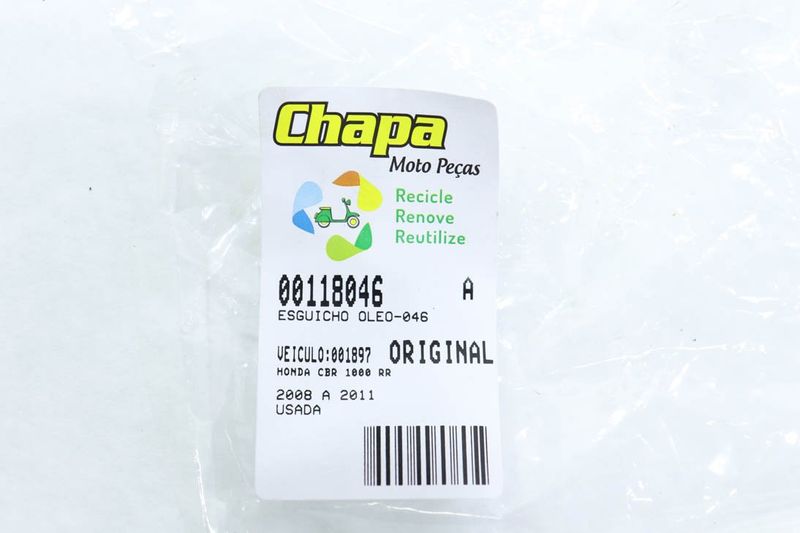 Chapa
Moto Peças
Recicle
Renove
Reutilize
00118046 A
ESGUICHO OLEO-046
VEICULO:001897 ORIGINAL
HONDA CBR 1000 RR
2008 A 2011
USADA